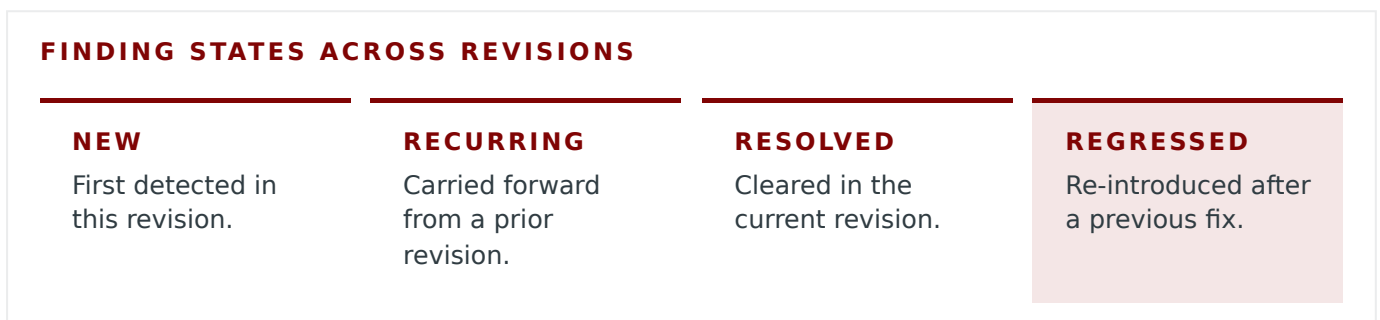 FINDING STATES ACROSS REVISIONS
NEW
First detected in
this revision.
RECURRING
Carried forward
from a prior
revision.
RESOLVED
Cleared in the
current revision.
REGRESSED
Re-introduced after
a previous fix.